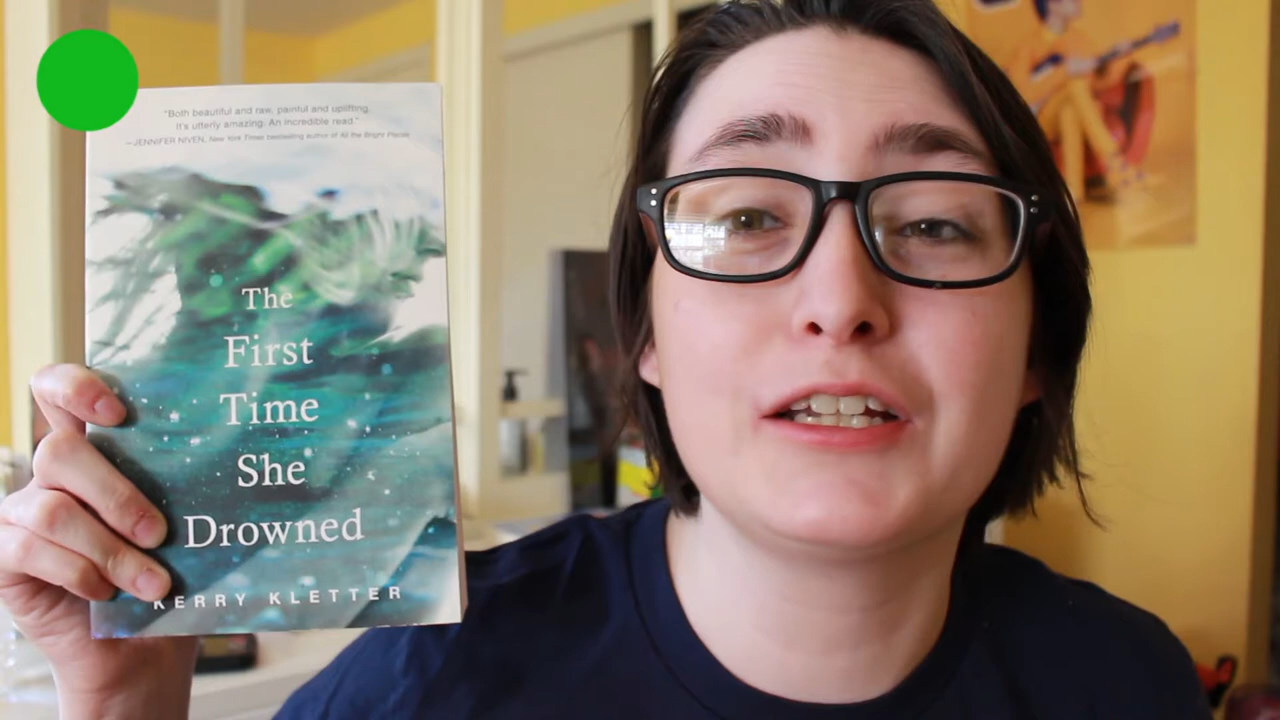 "Both beautiful and raw, painful and uplifting.
It's utterly amazing. An incredible read."
—JENNIFER NIVEN, New York Times bestselling author of All the Bright Places
The
First
Time
She
Drowned
KERRY KLETTER